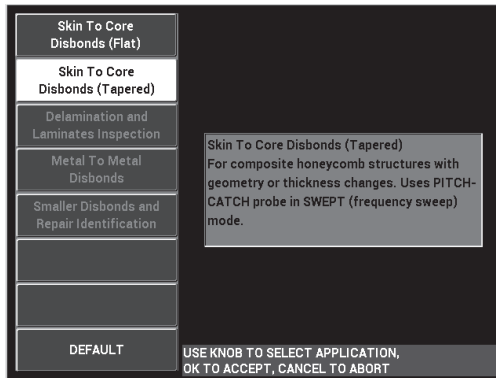 Skin To Core
Disbonds (Flat)
Skin To Core
Disbonds (Tapered)
Delamination and
Laminates Inspection
Metal To Metal
Disbonds
Smaller Disbonds and
Repair Identification
DEFAULT
Skin To Core Disbonds (Tapered)
For composite honeycomb structures with
geometry or thickness changes. Uses PITCH-
CATCH probe in SWEPT (frequency sweep)
mode.
USE KNOB TO SELECT APPLICATION,
OK TO ACCEPT, CANCEL TO ABORT